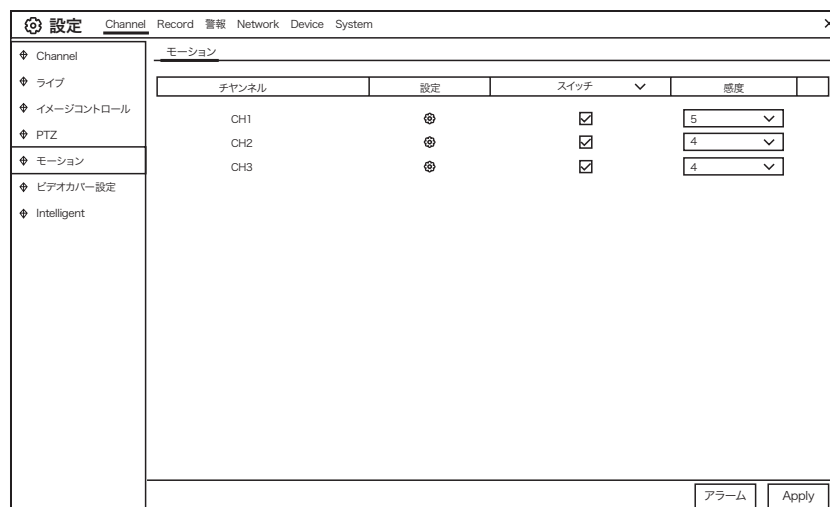 設定 Channel Record 警報 Network Device System ×
Channel
ライブ
イメージコントロール
PTZ
モーション
ビデオカバー設定
Intelligent
モーション
チヤンネル 設定 スイッチ 感度
CH1 5
CH2 4
CH3 4
アラーム Apply